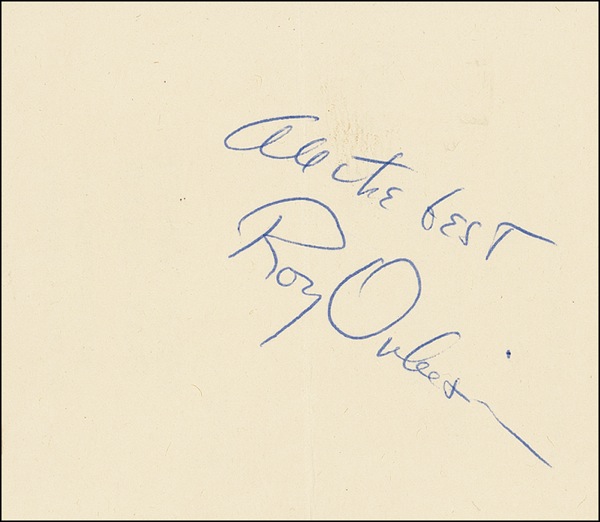 All the best
Roy Orbison